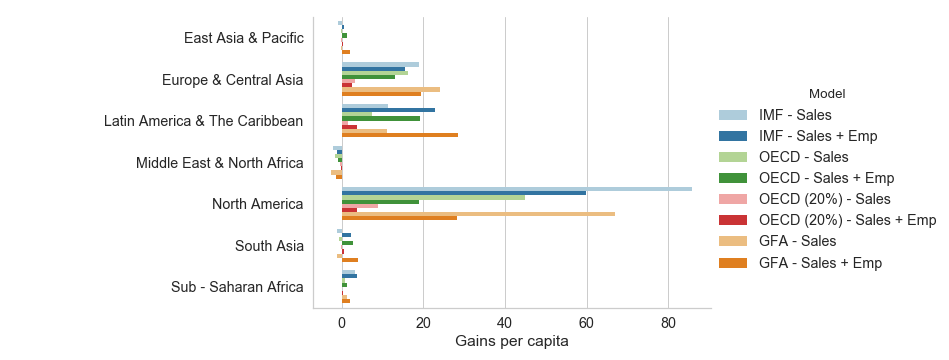 East Asia & Pacific
Europe & Central Asia
Latin America & The Caribbean
Middle East & North Africa
North America
South Asia
Sub - Saharan Africa
0 20 40 60 80
Gains per capita
Model
IMF - Sales
IMF - Sales + Emp
OECD - Sales
OECD - Sales + Emp
OECD (20%) - Sales
OECD (20%) - Sales + Emp
GFA - Sales
GFA - Sales + Emp